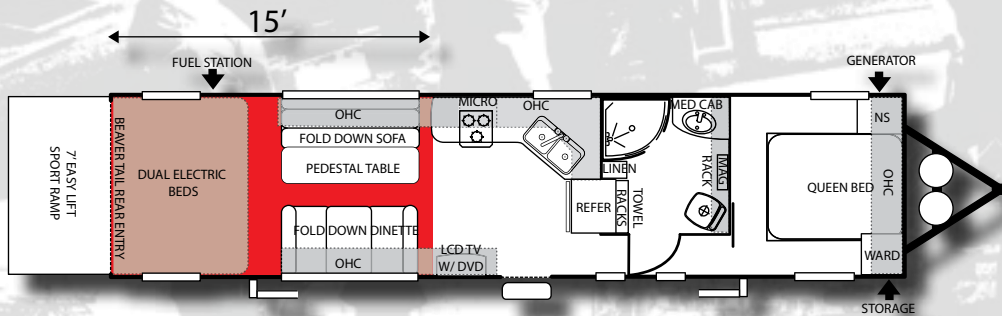 15'
FUEL STATION
GENERATOR
7' EASY LIFT
SPORT RAMP
BEAVER TAIL REAR ENTRY
DUAL ELECTRIC
BEDS
OHC
FOLD DOWN SOFA
PEDESTAL TABLE
FOLD DOWN DINETTE
OHC
MICRO
OHC
LCD TV
W/ DVD
REFER
LINEN
TOWEL
RACKS
MED CAB
MAG
RACK
QUEEN BED
NS
OHC
WARD
STORAGE